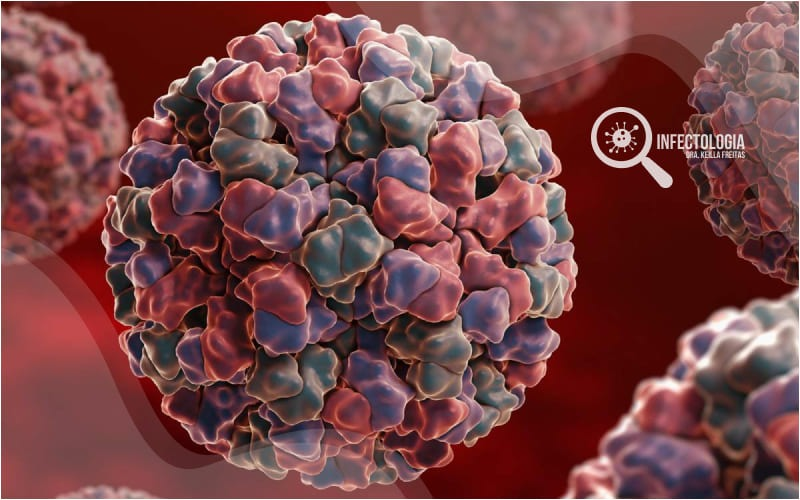 INFECTOLOGIA
DRA. KEILLA FREITAS